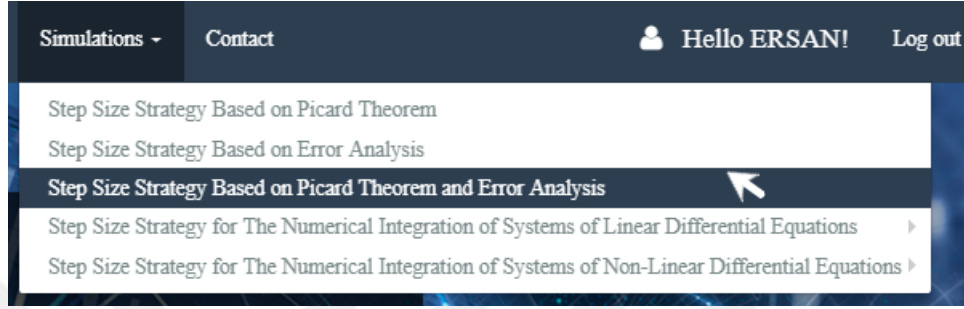 Simulations Contact Hello ERSAN! Log out
Step Size Strategy Based on Picard Theorem
Step Size Strategy Based on Error Analysis
Step Size Strategy Based on Picard Theorem and Error Analysis
Step Size Strategy for The Numerical Integration of Systems of Linear Differential Equations
Step Size Strategy for The Numerical Integration of Systems of Non-Linear Differential Equations